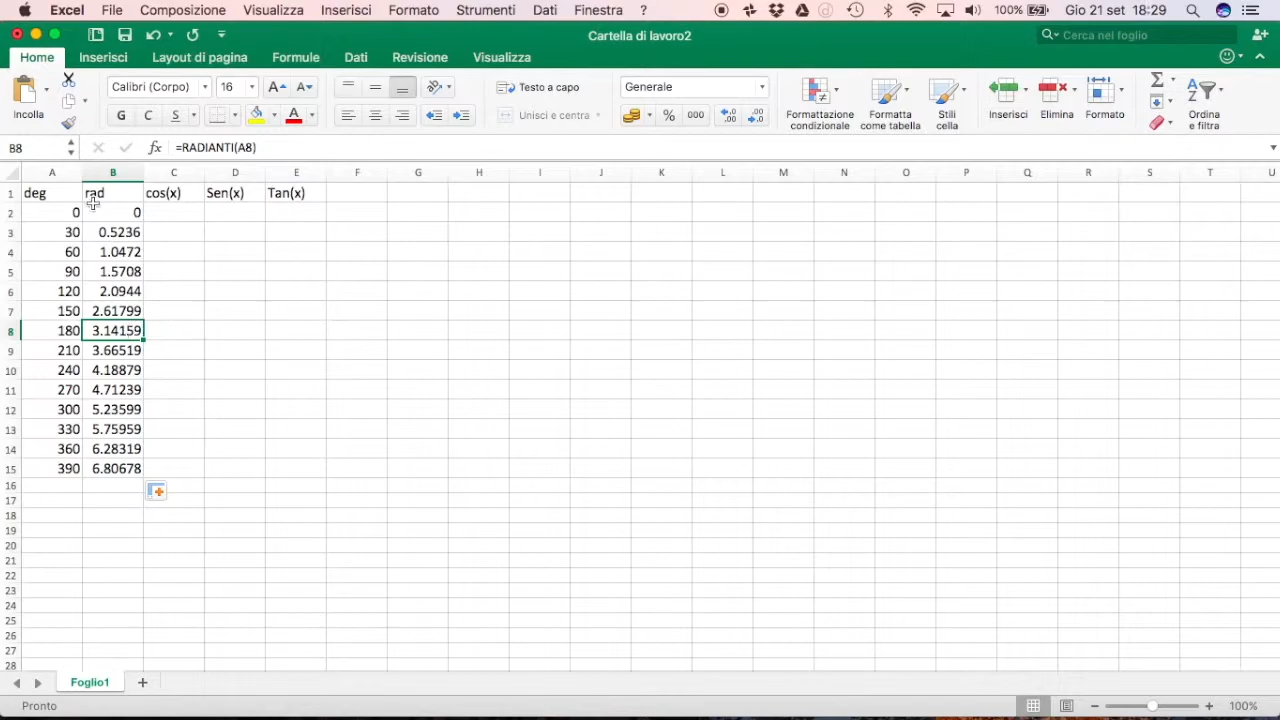 Excel File Modifica Composizione Visualizza Inserisci Formato Strumenti Dati Finestra ? 100% Gio 21 set 18:29
Cartella di lavoro2 Cerca nel foglio
Home Inserisci Layout di pagina Formule Dati Revisione Visualizza
Incolla Calibri (Corpo) 16 A A Testo a capo Generale
G C S A Unisci e centra % 000 Formattazione condizionale Formatta come tabella Stili cella Inserisci Elimina Formato Ordina e filtra
B8 fx =RADIANTI(A8)
A B C D E F G H I J K L M N O P Q R S T U
1 deg rad cos(x) Sen(x) Tan(x)
2 0 0
3 30 0.5236
4 60 1.0472
5 90 1.5708
6 120 2.0944
7 150 2.61799
8 180 3.14159
9 210 3.66519
10 240 4.18879
11 270 4.71239
12 300 5.23599
13 330 5.75959
14 360 6.28319
15 390 6.80678
16
17
18
19
20
21
22
23
24
25
26
27
28
Foglio1
Pronto 100%